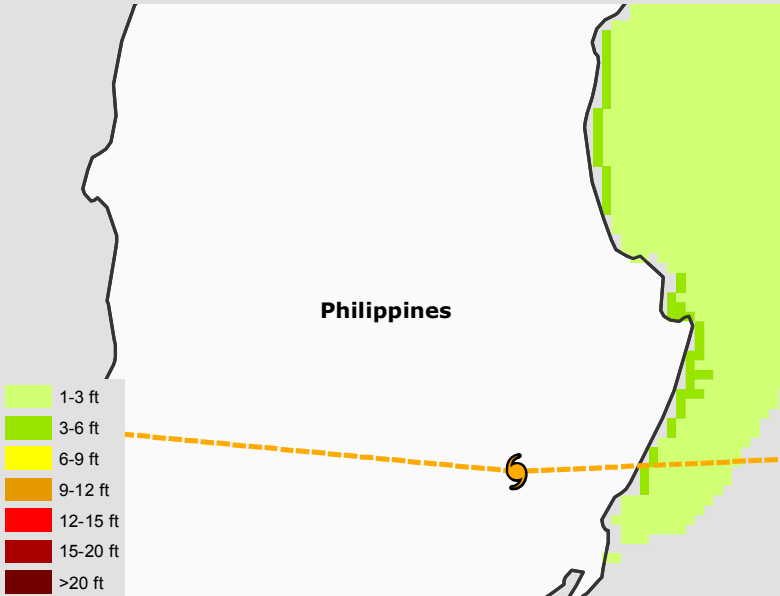 Philippines
1-3 ft
3-6 ft
6-9 ft
9-12 ft
12-15 ft
15-20 ft
>20 ft